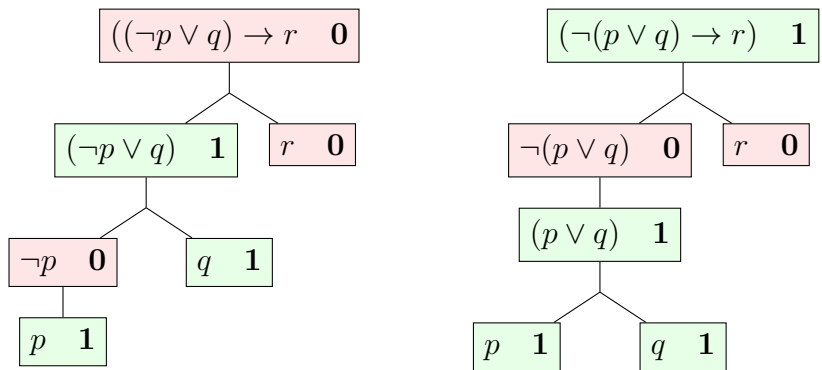 ((¬p ∨ q) → r 0
(¬p ∨ q) 1
r 0
¬p 0
q 1
p 1
(¬(p ∨ q) → r) 1
¬(p ∨ q) 0
r 0
(p ∨ q) 1
p 1
q 1